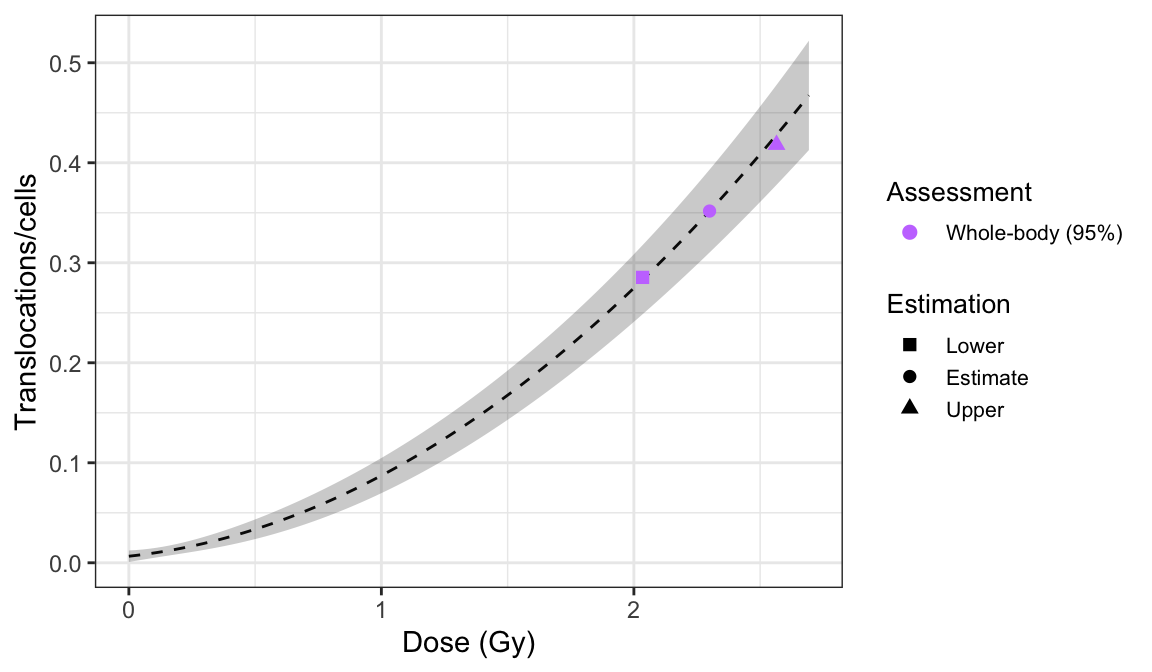 0.5
0.4
0.3
0.2
0.1
0.0
Translocations/cells
0
1
2
Dose (Gy)
Assessment
Whole-body (95%)
Estimation
Lower
Estimate
Upper